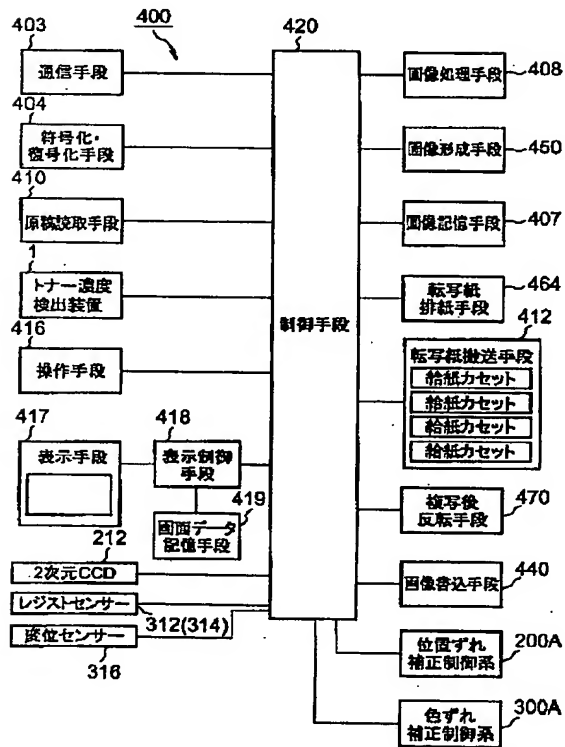 403
400
420
通信手段
画像処理手段
408
404
符号化・
復号化手段
画像形成手段
450
410
原稿読取手段
画像記憶手段
407
1
トナー濃度
検出装置
制御手段
転写紙
排紙手段
464
416
操作手段
412
転写紙搬送手段
給紙カセット
給紙カセット
給紙カセット
給紙カセット
417
表示手段
418
表示制御
手段
419
画面データ
記憶手段
複写後
反転手段
470
212
2次元CCD
画像書込手段
440
レジストセンサー
312(314)
変位センサー
316
位置ずれ
補正制御系
200A
色ずれ
補正制御系
300A